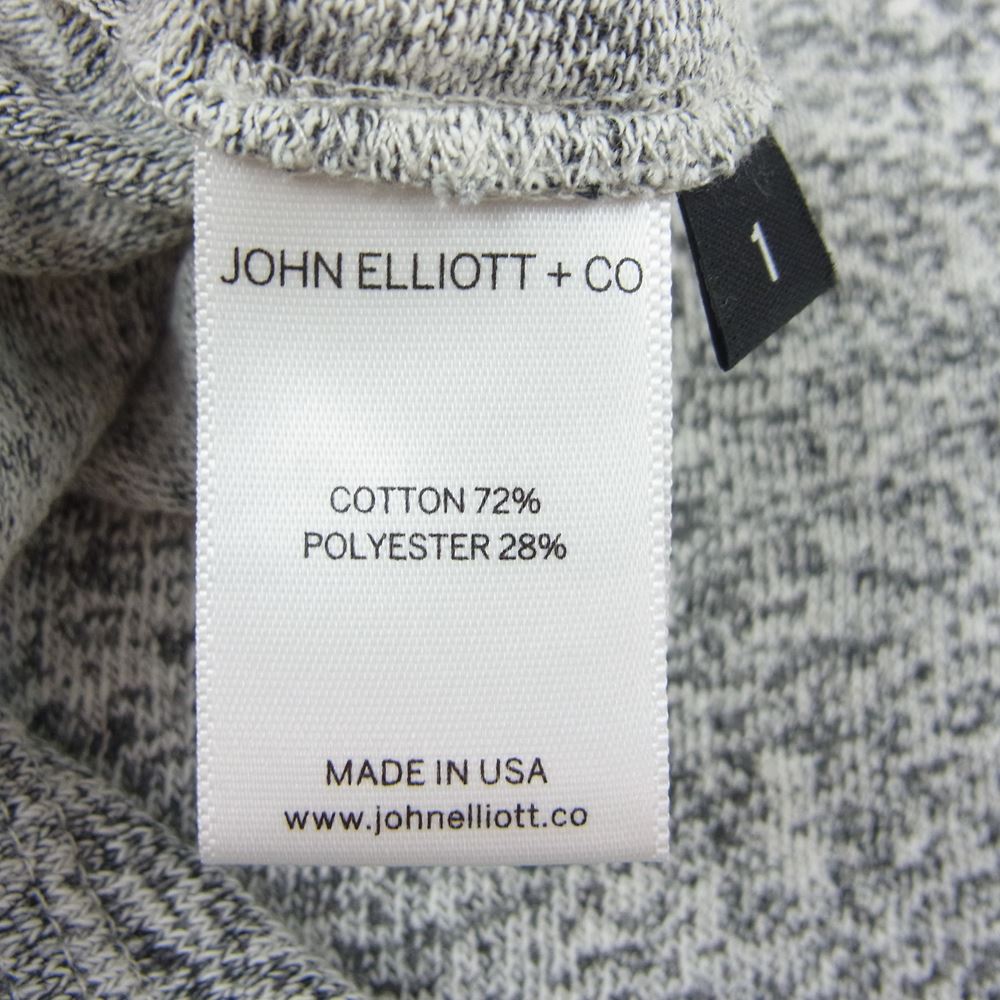 JOHN ELLIOTT + CO
1
COTTON 72%
POLYESTER 28%
MADE IN USA
www.johnelliott.co